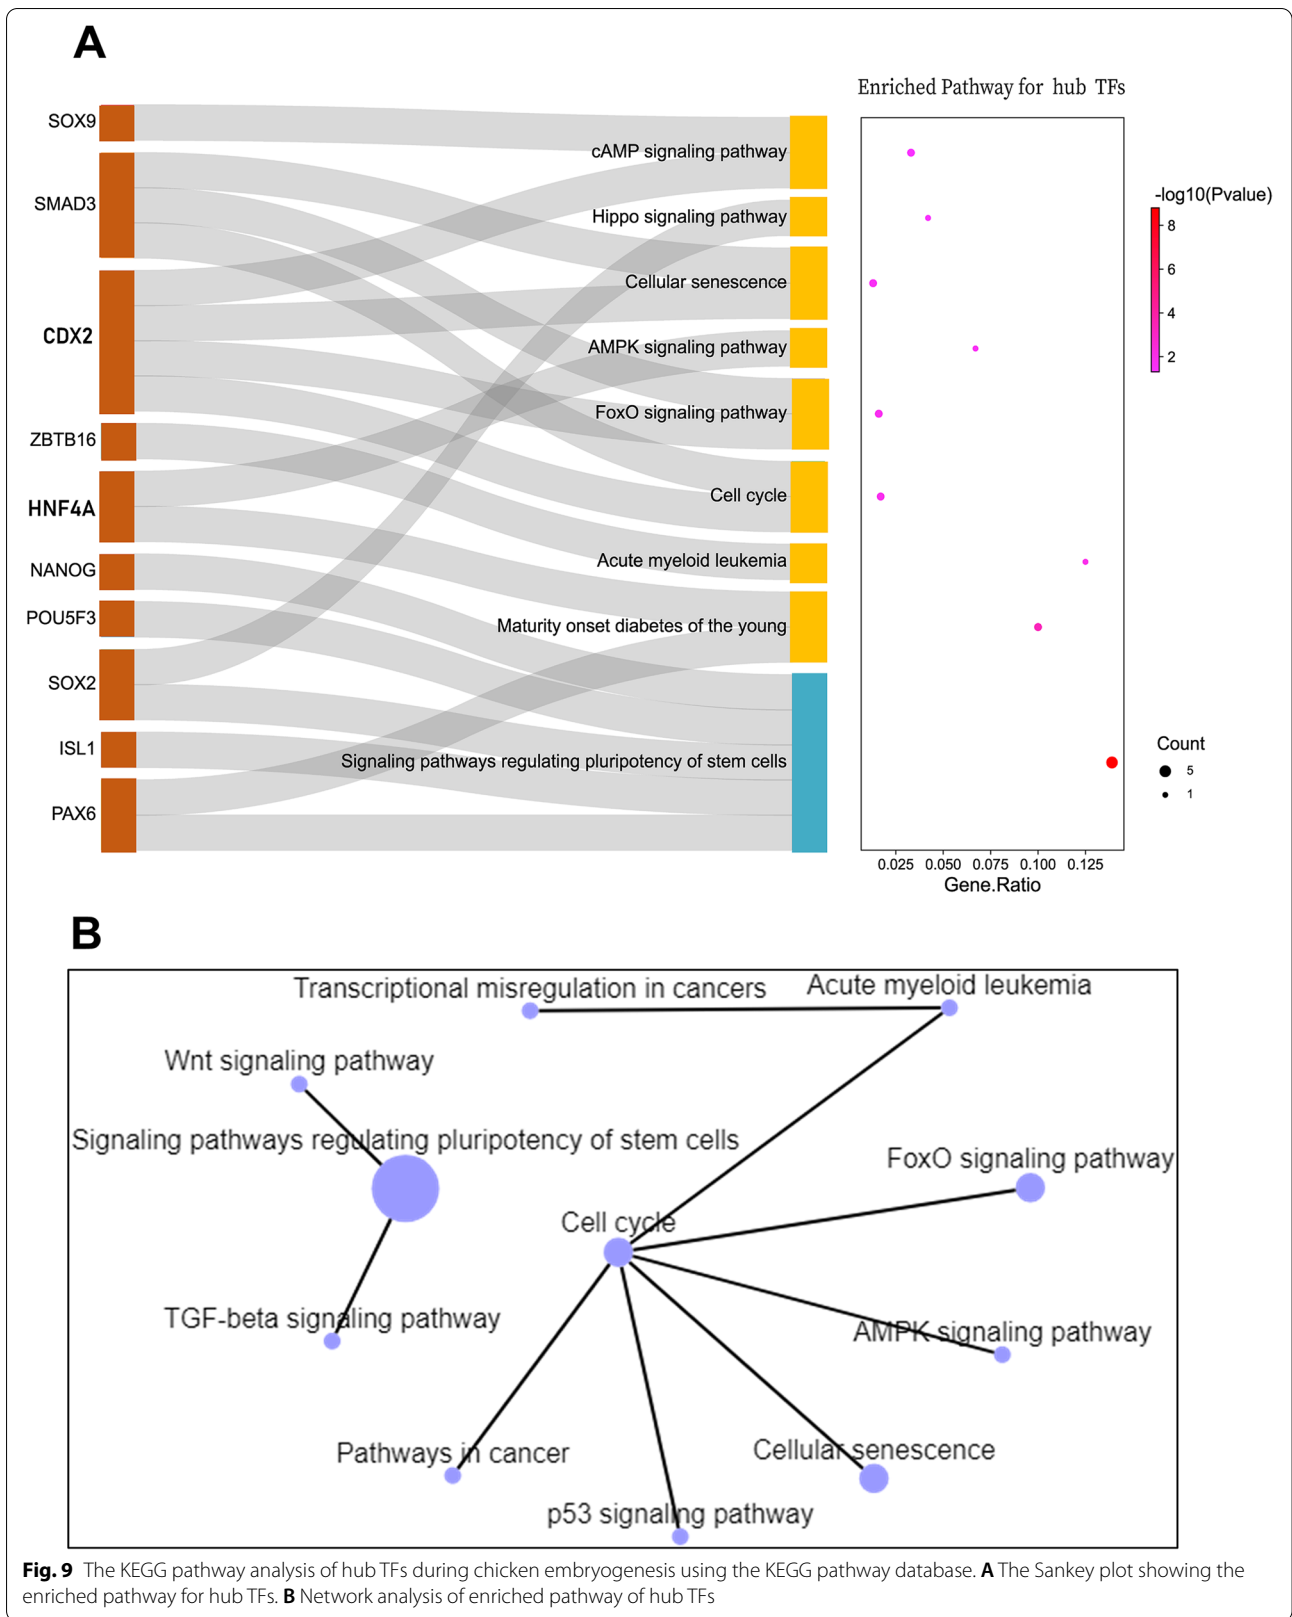 A
Enriched Pathway for hub TFs
SOX9
SMAD3
CDX2
ZBTB16
HNF4A
NANOG
POU5F3
SOX2
ISL1
PAX6
cAMP signaling pathway
Hippo signaling pathway
Cellular senescence
AMPK signaling pathway
FoxO signaling pathway
Cell cycle
Acute myeloid leukemia
Maturity onset diabetes of the young
Signaling pathways regulating pluripotency of stem cells
-log10(Pvalue)
8
6
4
2
Count
5
1
0.025 0.050 0.075 0.100 0.125
Gene.Ratio
B
Transcriptional misregulation in cancers
Acute myeloid leukemia
Wnt signaling pathway
Signaling pathways regulating pluripotency of stem cells
FoxO signaling pathway
Cell cycle
TGF-beta signaling pathway
AMPK signaling pathway
Pathways in cancer
Cellular senescence
p53 signaling pathway
Fig. 9 The KEGG pathway analysis of hub TFs during chicken embryogenesis using the KEGG pathway database. A The Sankey plot showing the
enriched pathway for hub TFs. B Network analysis of enriched pathway of hub TFs